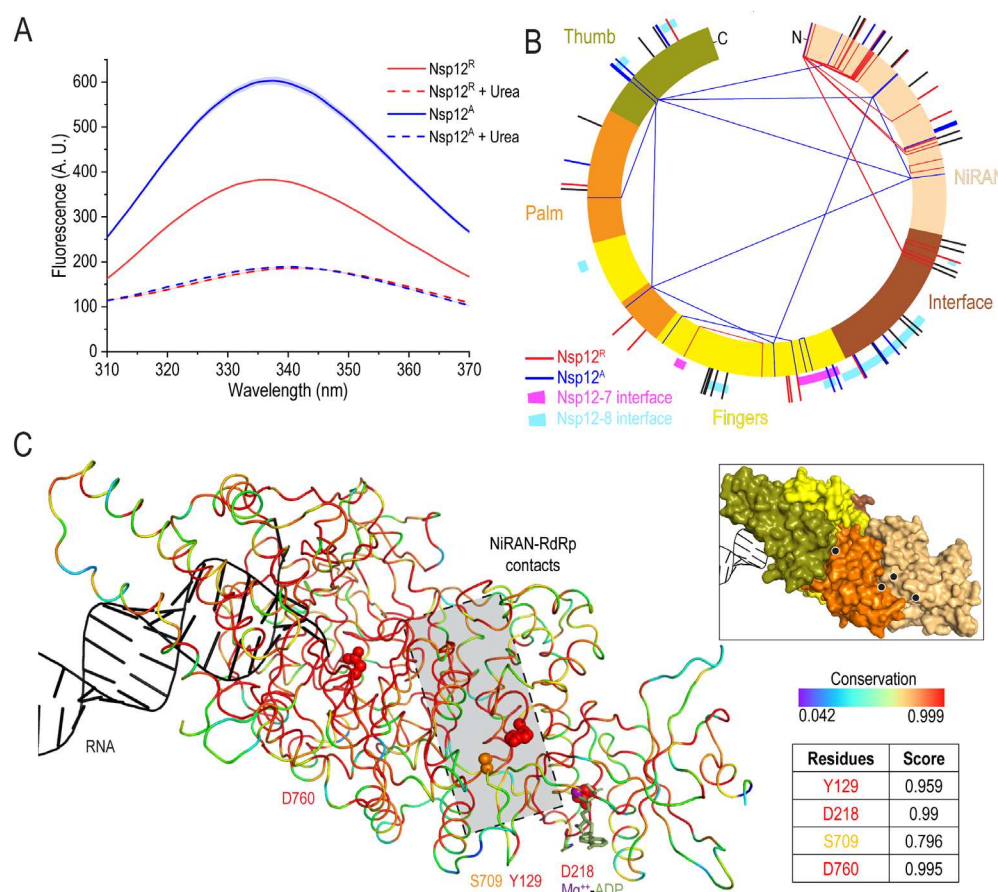 A
Fluorescence (A. U.)
600
500
400
300
200
100
0
310
320
330
340
350
360
370
Wavelength (nm)
Nsp12ᴿ
Nsp12ᴿ + Urea
Nsp12ᴬ
Nsp12ᴬ + Urea
B
Thumb
C
N
NiRAN
Palm
Interface
Fingers
Nsp12ᴿ
Nsp12ᴬ
Nsp12-7 interface
Nsp12-8 interface
C
NiRAN-RdRp
contacts
RNA
D760
S709
Y129
D218
Mg⁺⁺-ADP
Conservation
0.042
0.999
Residues Score
Y129 0.959
D218 0.99
S709 0.796
D760 0.995